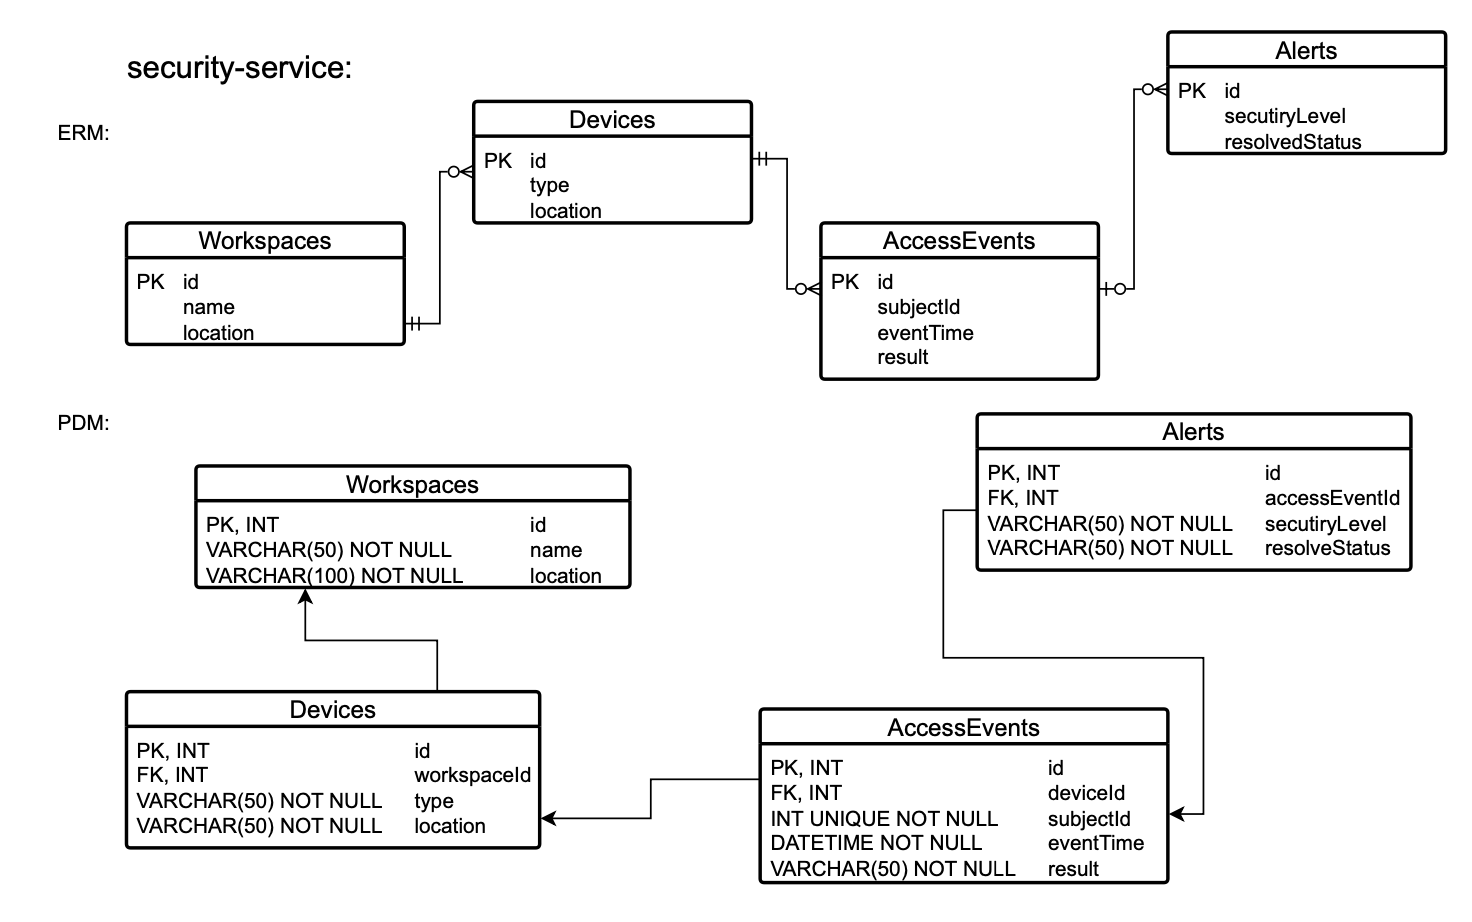 security-service:
ERM:
Alerts
PK id
secutiryLevel
resolvedStatus
Devices
PK id
type
location
Workspaces
PK id
name
location
AccessEvents
PK id
subjectId
eventTime
result
PDM:
Alerts
PK, INT id
FK, INT accessEventId
VARCHAR(50) NOT NULL secutiryLevel
VARCHAR(50) NOT NULL resolveStatus
Workspaces
PK, INT id
VARCHAR(50) NOT NULL name
VARCHAR(100) NOT NULL location
Devices
PK, INT id
FK, INT workspaceId
VARCHAR(50) NOT NULL type
VARCHAR(50) NOT NULL location
AccessEvents
PK, INT id
FK, INT deviceId
INT UNIQUE NOT NULL subjectId
DATETIME NOT NULL eventTime
VARCHAR(50) NOT NULL result